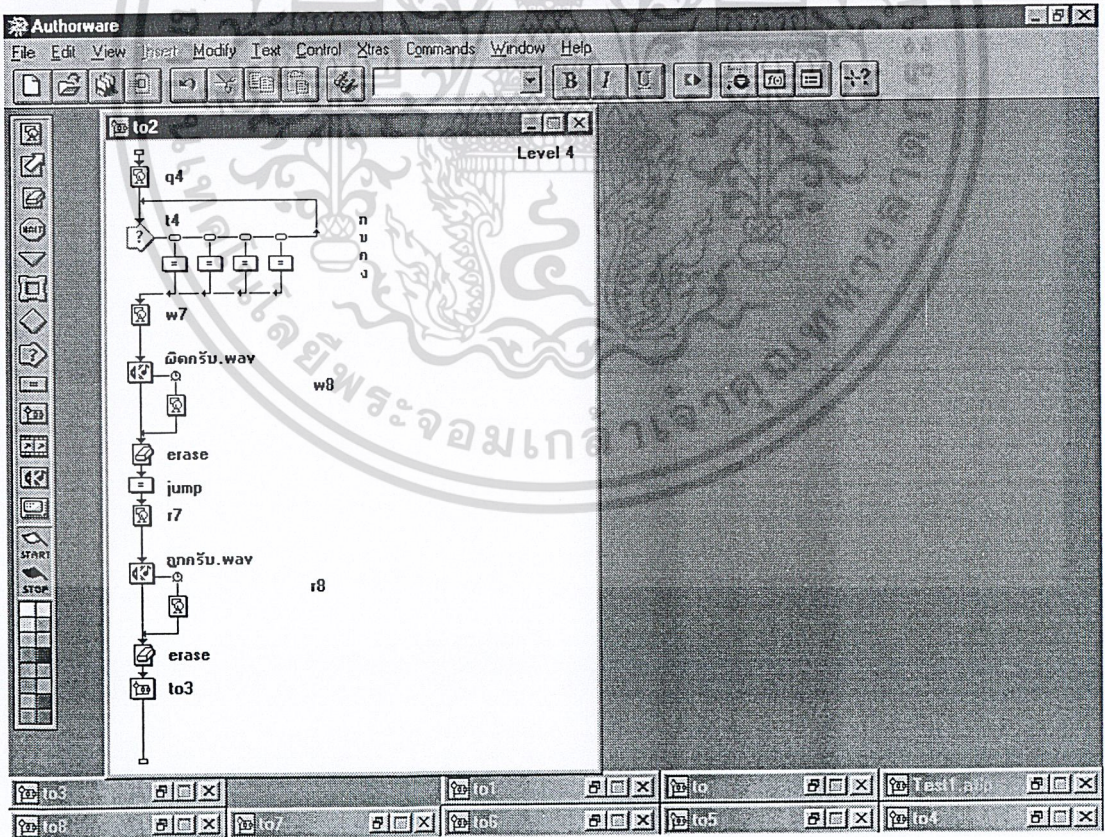 Authorware
File Edit View Insert Modify Text Control Xtras Commands Window Help
B I U
to2
Level 4
q4
t4
ก
ข
ค
ง
w7
ผิดครับ.wav
w8
erase
jump
r7
ถูกครับ.wav
r8
erase
to3
WAIT
START
STOP
to3
to1
to
Test1.a
to8
to7
to6
to5
to4